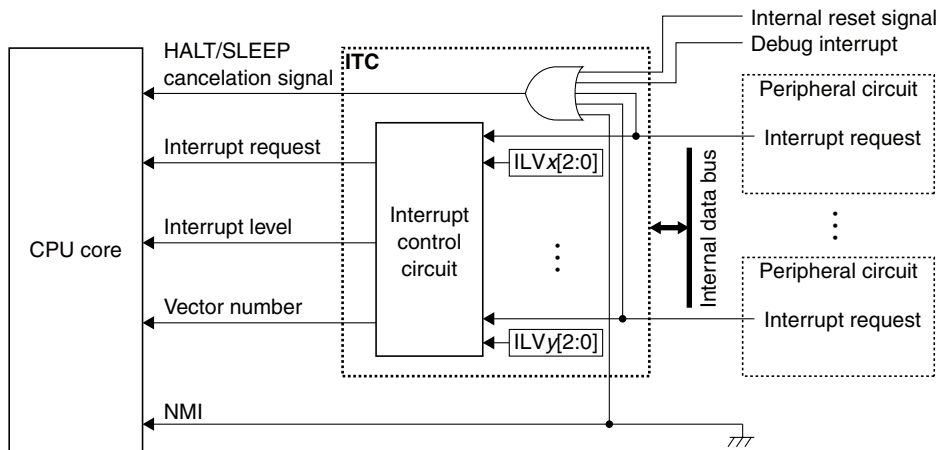 Internal reset signal
Debug interrupt
HALT/SLEEP
cancelation signal
ITC
Peripheral circuit
Interrupt request
Interrupt request
ILVx[2:0]
Interrupt level
Interrupt
control
circuit
CPU core
Internal data bus
Peripheral circuit
Vector number
Interrupt request
ILVy[2:0]
NMI